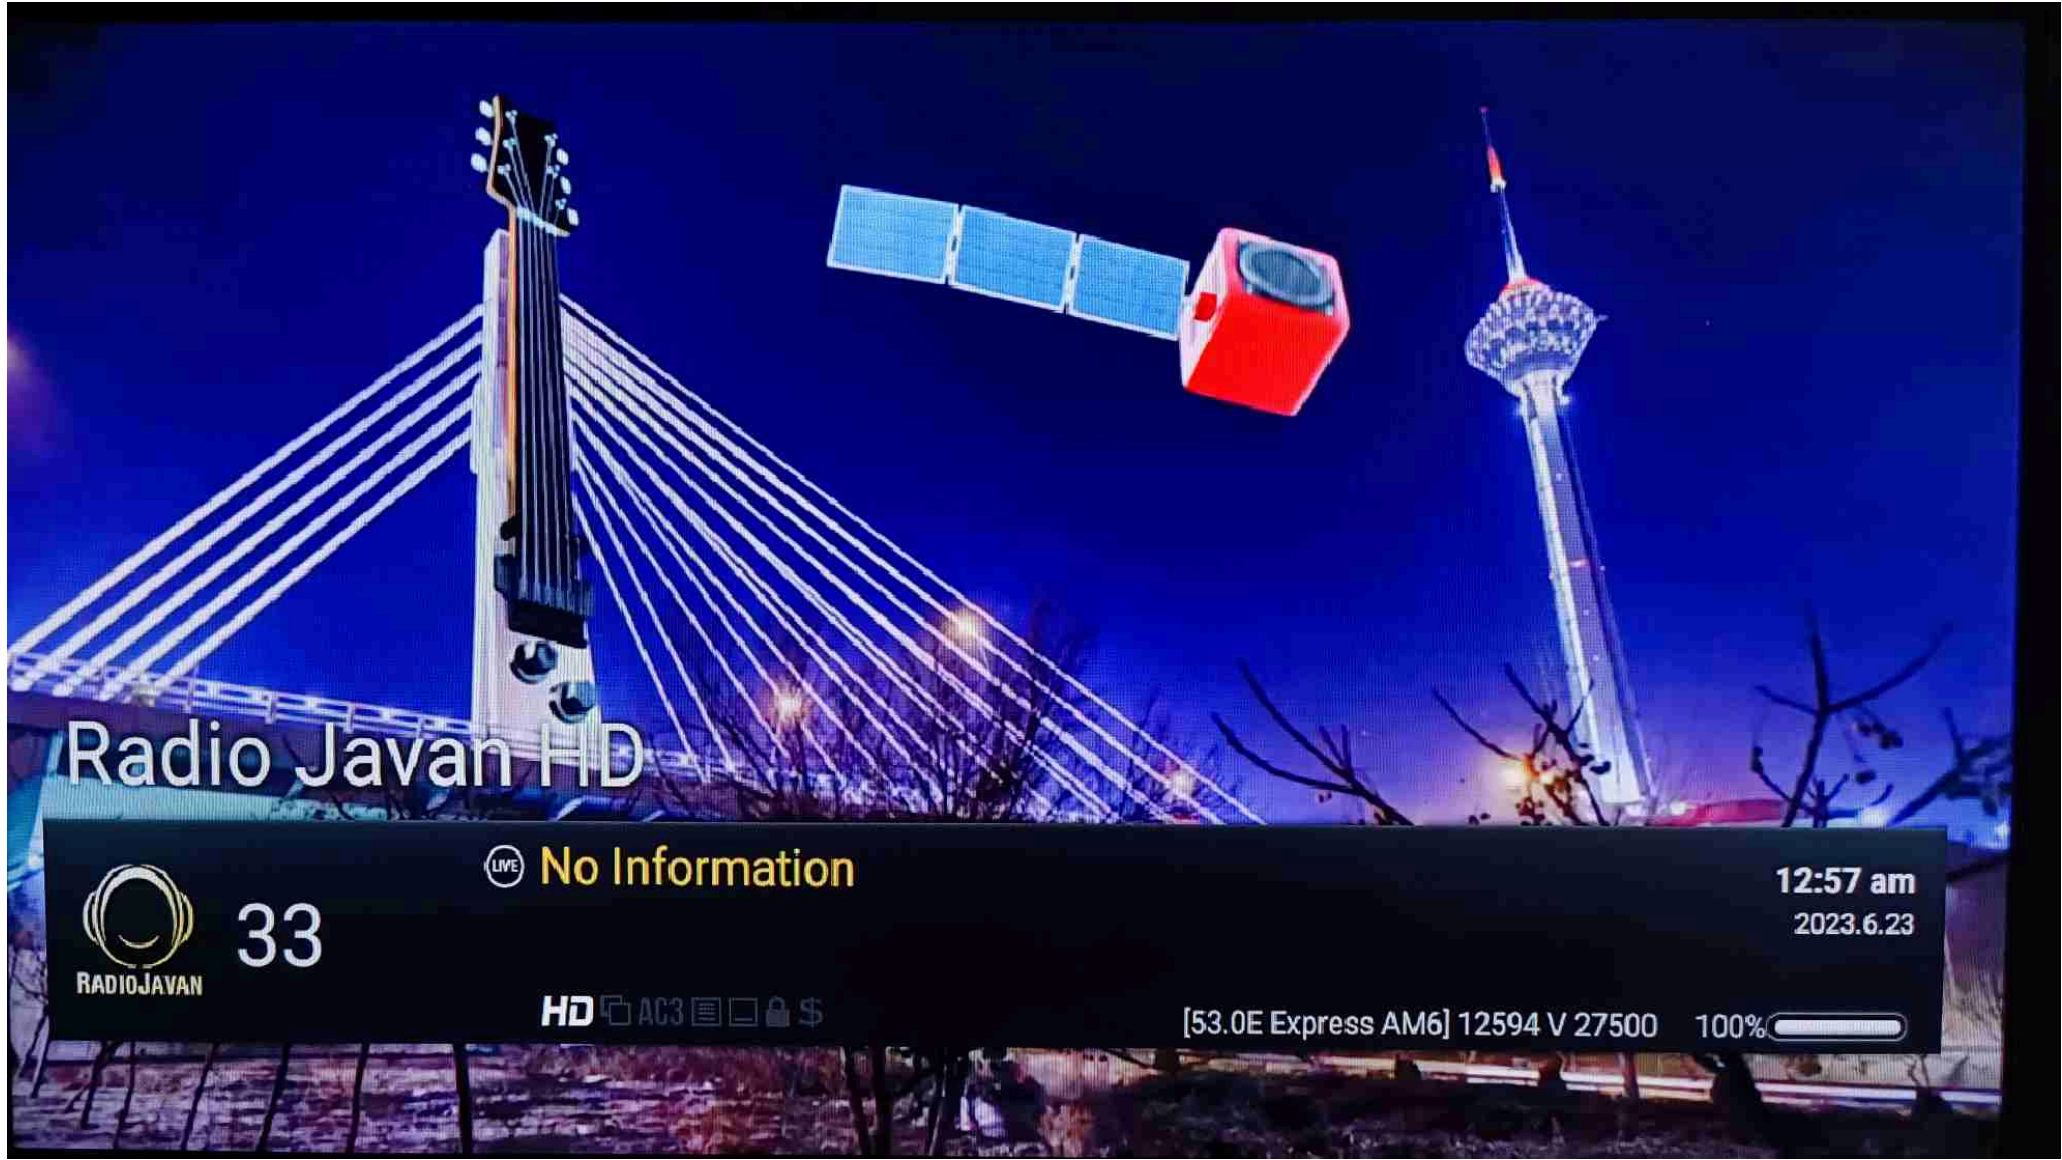 Radio Javan HD
LIVE No Information
12:57 am
2023.6.23
33
RADIOJAVAN
HD AC3 $
[53.0E Express AM6] 12594 V 27500 100%